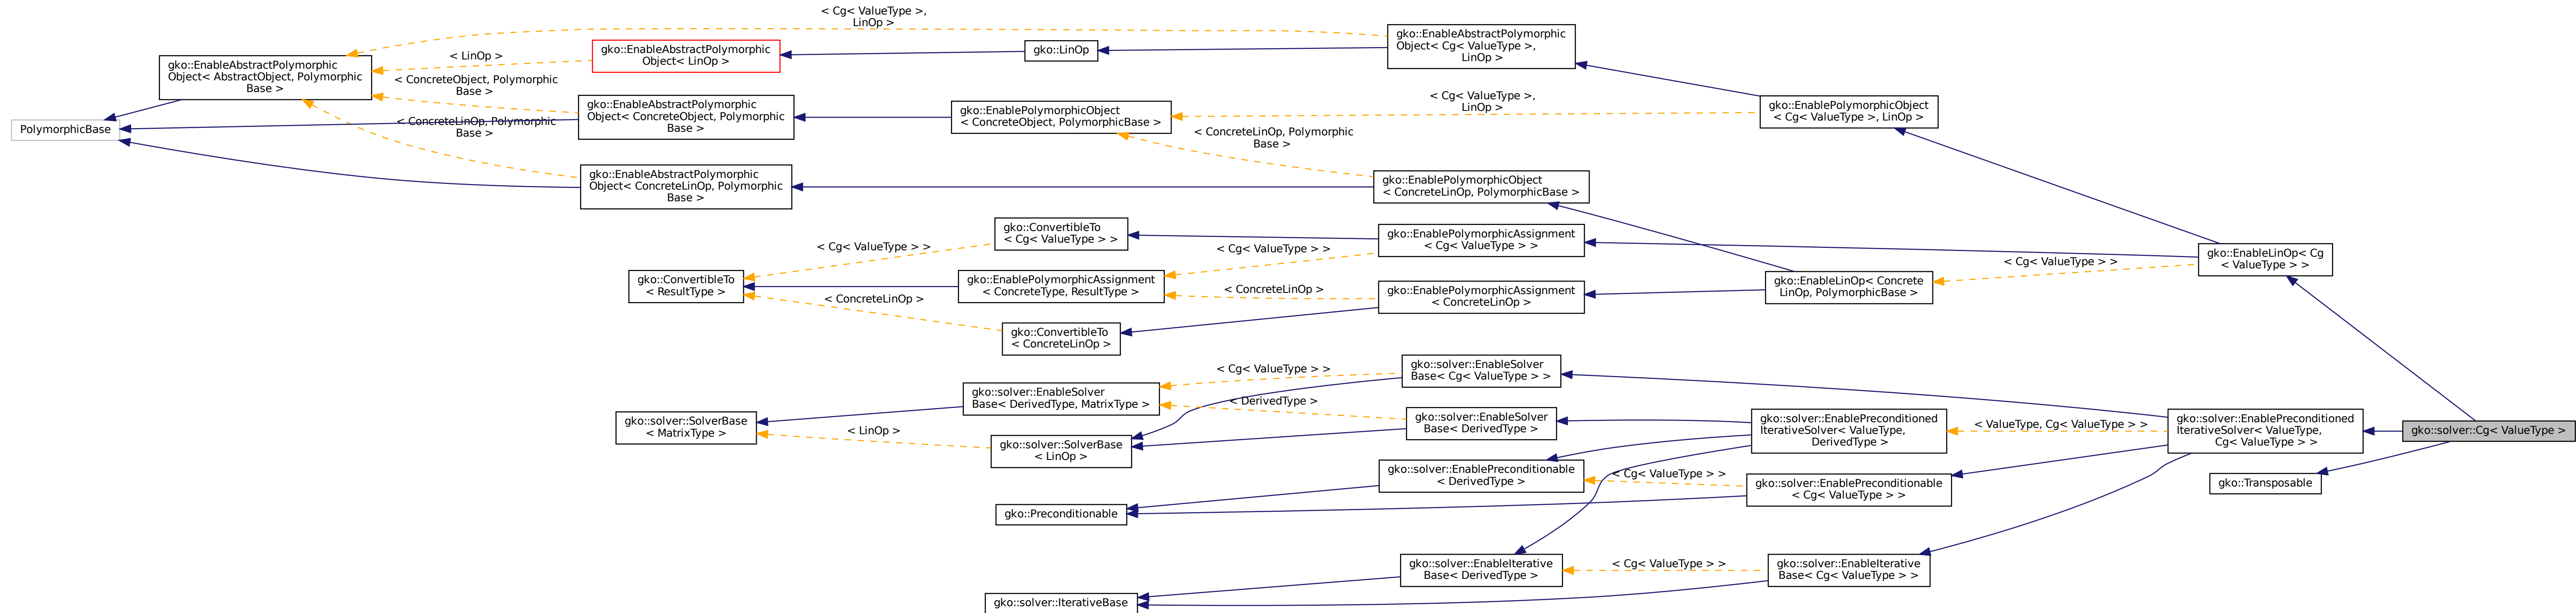 < Cg< ValueType >,
LinOp >
gko::EnableAbstractPolymorphic
Object< Cg< ValueType >,
LinOp >
gko::EnableAbstractPolymorphic
Object< LinOp >
gko::LinOp
< LinOp >
gko::EnableAbstractPolymorphic
Object< AbstractObject, Polymorphic
Base >
< ConcreteObject, Polymorphic
Base >
gko::EnableAbstractPolymorphic
Object< ConcreteObject, Polymorphic
Base >
gko::EnablePolymorphicObject
< ConcreteObject, PolymorphicBase >
< Cg< ValueType >,
LinOp >
gko::EnablePolymorphicObject
< Cg< ValueType >, LinOp >
PolymorphicBase
< ConcreteLinOp, Polymorphic
Base >
< ConcreteLinOp, Polymorphic
Base >
gko::EnableAbstractPolymorphic
Object< ConcreteLinOp, Polymorphic
Base >
gko::EnablePolymorphicObject
< ConcreteLinOp, PolymorphicBase >
gko::ConvertibleTo
< Cg< ValueType > >
< Cg< ValueType > >
gko::EnablePolymorphicAssignment
< Cg< ValueType > >
< Cg< ValueType > >
gko::EnableLinOp< Cg
< ValueType > >
< Cg< ValueType > >
gko::ConvertibleTo
< ResultType >
gko::EnablePolymorphicAssignment
< ConcreteType, ResultType >
gko::EnableLinOp< Concrete
LinOp, PolymorphicBase >
< ConcreteLinOp >
< ConcreteLinOp >
gko::EnablePolymorphicAssignment
< ConcreteLinOp >
gko::ConvertibleTo
< ConcreteLinOp >
gko::solver::EnableSolver
Base< Cg< ValueType > >
< Cg< ValueType > >
gko::solver::EnableSolver
Base< DerivedType, MatrixType >
< DerivedType >
gko::solver::EnableSolver
Base< DerivedType >
gko::solver::SolverBase
< MatrixType >
< LinOp >
gko::solver::SolverBase
< LinOp >
gko::solver::EnablePreconditioned
IterativeSolver< ValueType,
DerivedType >
< ValueType, Cg< ValueType > >
gko::solver::EnablePreconditioned
IterativeSolver< ValueType,
Cg< ValueType > >
gko::solver::Cg< ValueType >
gko::solver::EnablePreconditionable
< DerivedType >
< Cg< ValueType > >
gko::solver::EnablePreconditionable
< Cg< ValueType > >
gko::Transposable
gko::Preconditionable
gko::solver::EnableIterative
Base< DerivedType >
< Cg< ValueType > >
gko::solver::EnableIterative
Base< Cg< ValueType > >
gko::solver::IterativeBase